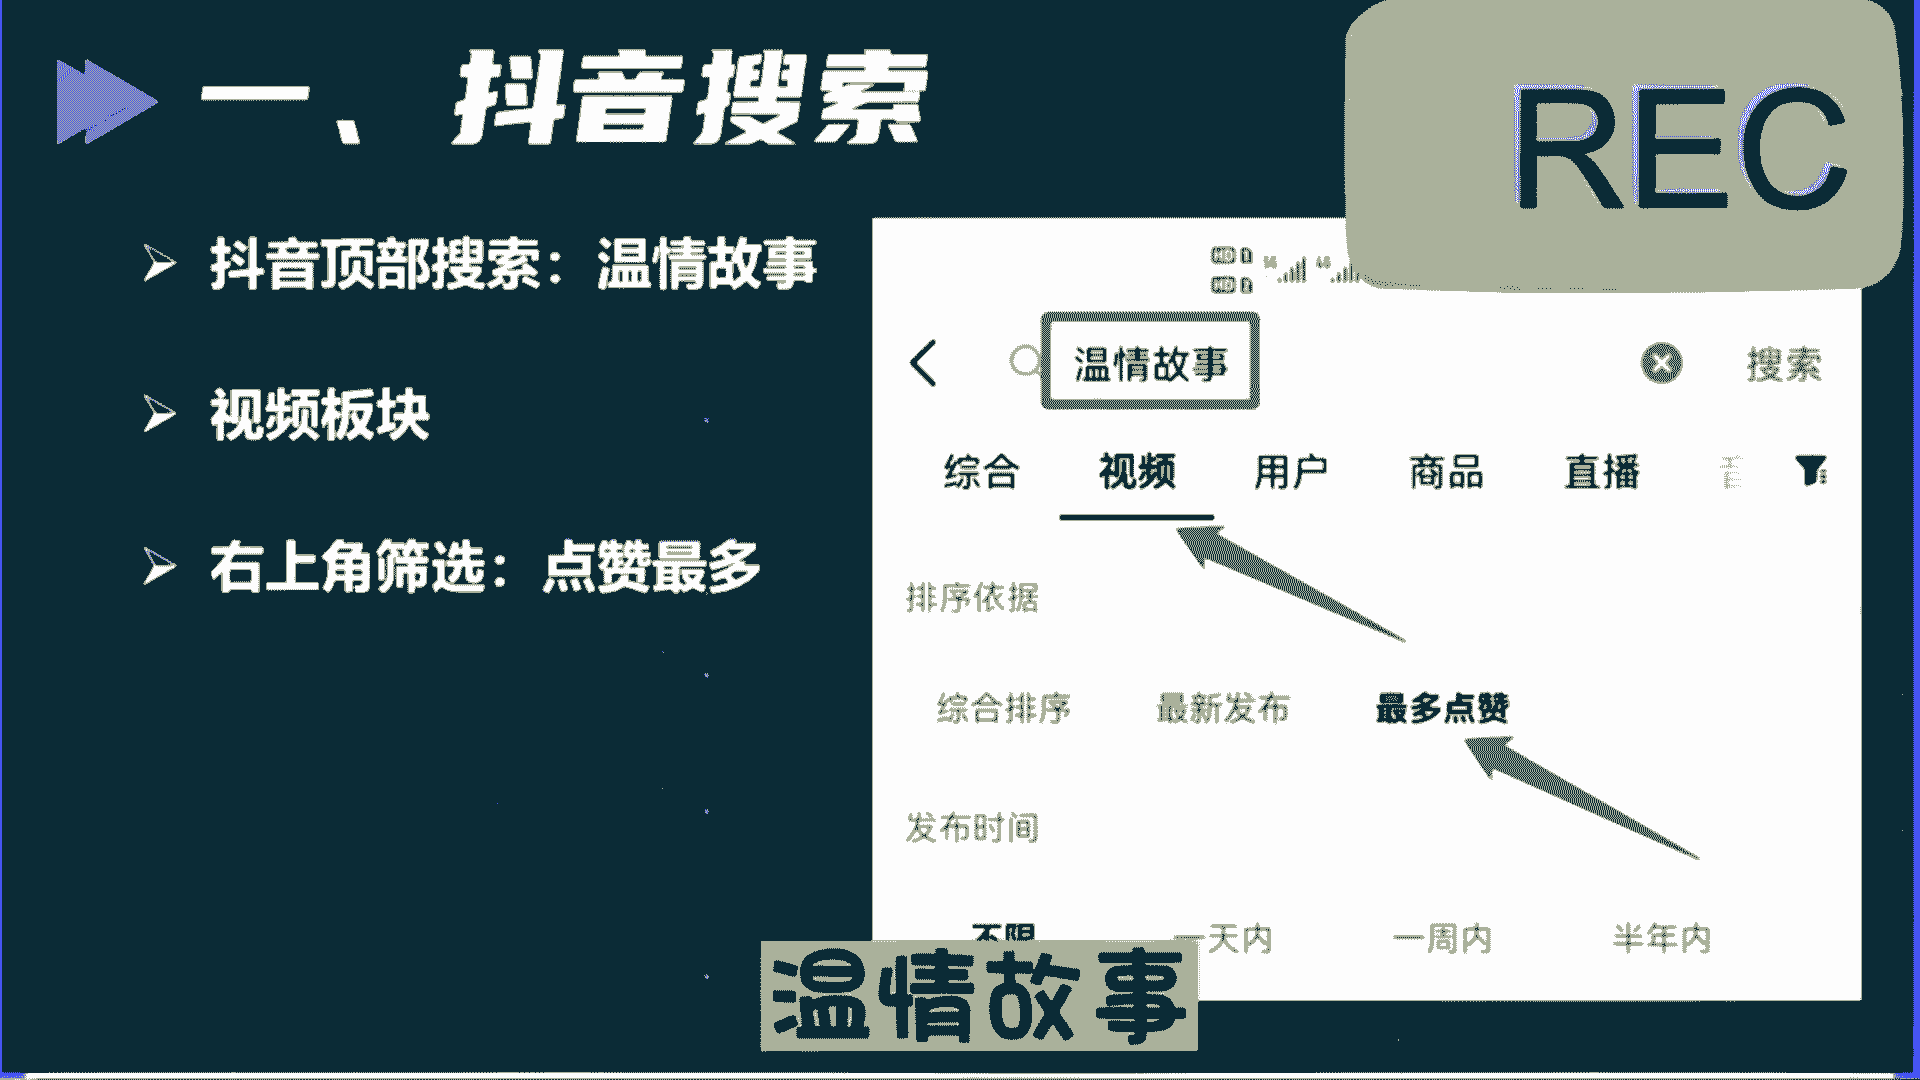 一、抖音搜索
REC
抖音顶部搜索：温情故事
视频板块
右上角筛选：点赞最多
HD 1
HD 2
温情故事
搜索
综合 视频 用户 商品 直播
排序依据
综合排序 最新发布 最多点赞
发布时间
不限 一天内 一周内 半年内
温情故事